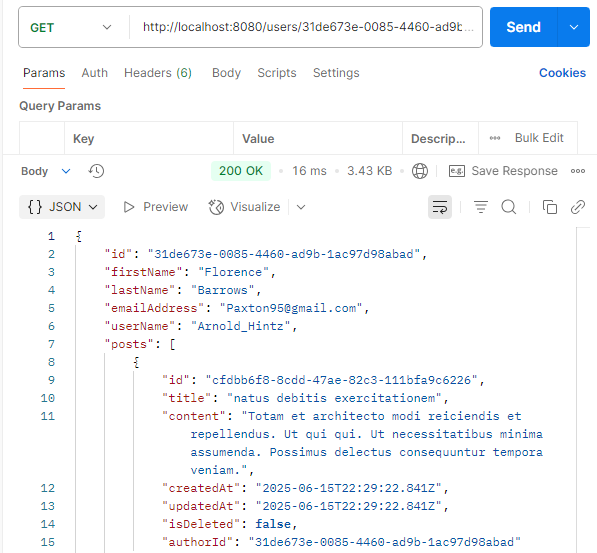 GET http://localhost:8080/users/31de673e-0085-4460-ad9b-... Send
Params Auth Headers (6) Body Scripts Settings Cookies
Query Params
Key Value Descrip... Bulk Edit
Body 200 OK 16 ms 3.43 KB e.g. Save Response
{} JSON Preview Visualize
1 {
2 "id": "31de673e-0085-4460-ad9b-1ac97d98abad",
3 "firstName": "Florence",
4 "lastName": "Barrows",
5 "emailAddress": "Paxton95@gmail.com",
6 "userName": "Arnold_Hintz",
7 "posts": [
8 {
9 "id": "cfdbb6f8-8cdd-47ae-82c3-111bfa9c6226",
10 "title": "natus debitis exercitationem",
11 "content": "Totam et architecto modi reiciendis et
repellendus. Ut qui qui. Ut necessitatibus minima
assumenda. Possimus delectus consequuntur tempora
veniam.",
12 "createdAt": "2025-06-15T22:29:22.841Z",
13 "updatedAt": "2025-06-15T22:29:22.841Z",
14 "isDeleted": false,
15 "authorId": "31de673e-0085-4460-ad9b-1ac97d98abad"